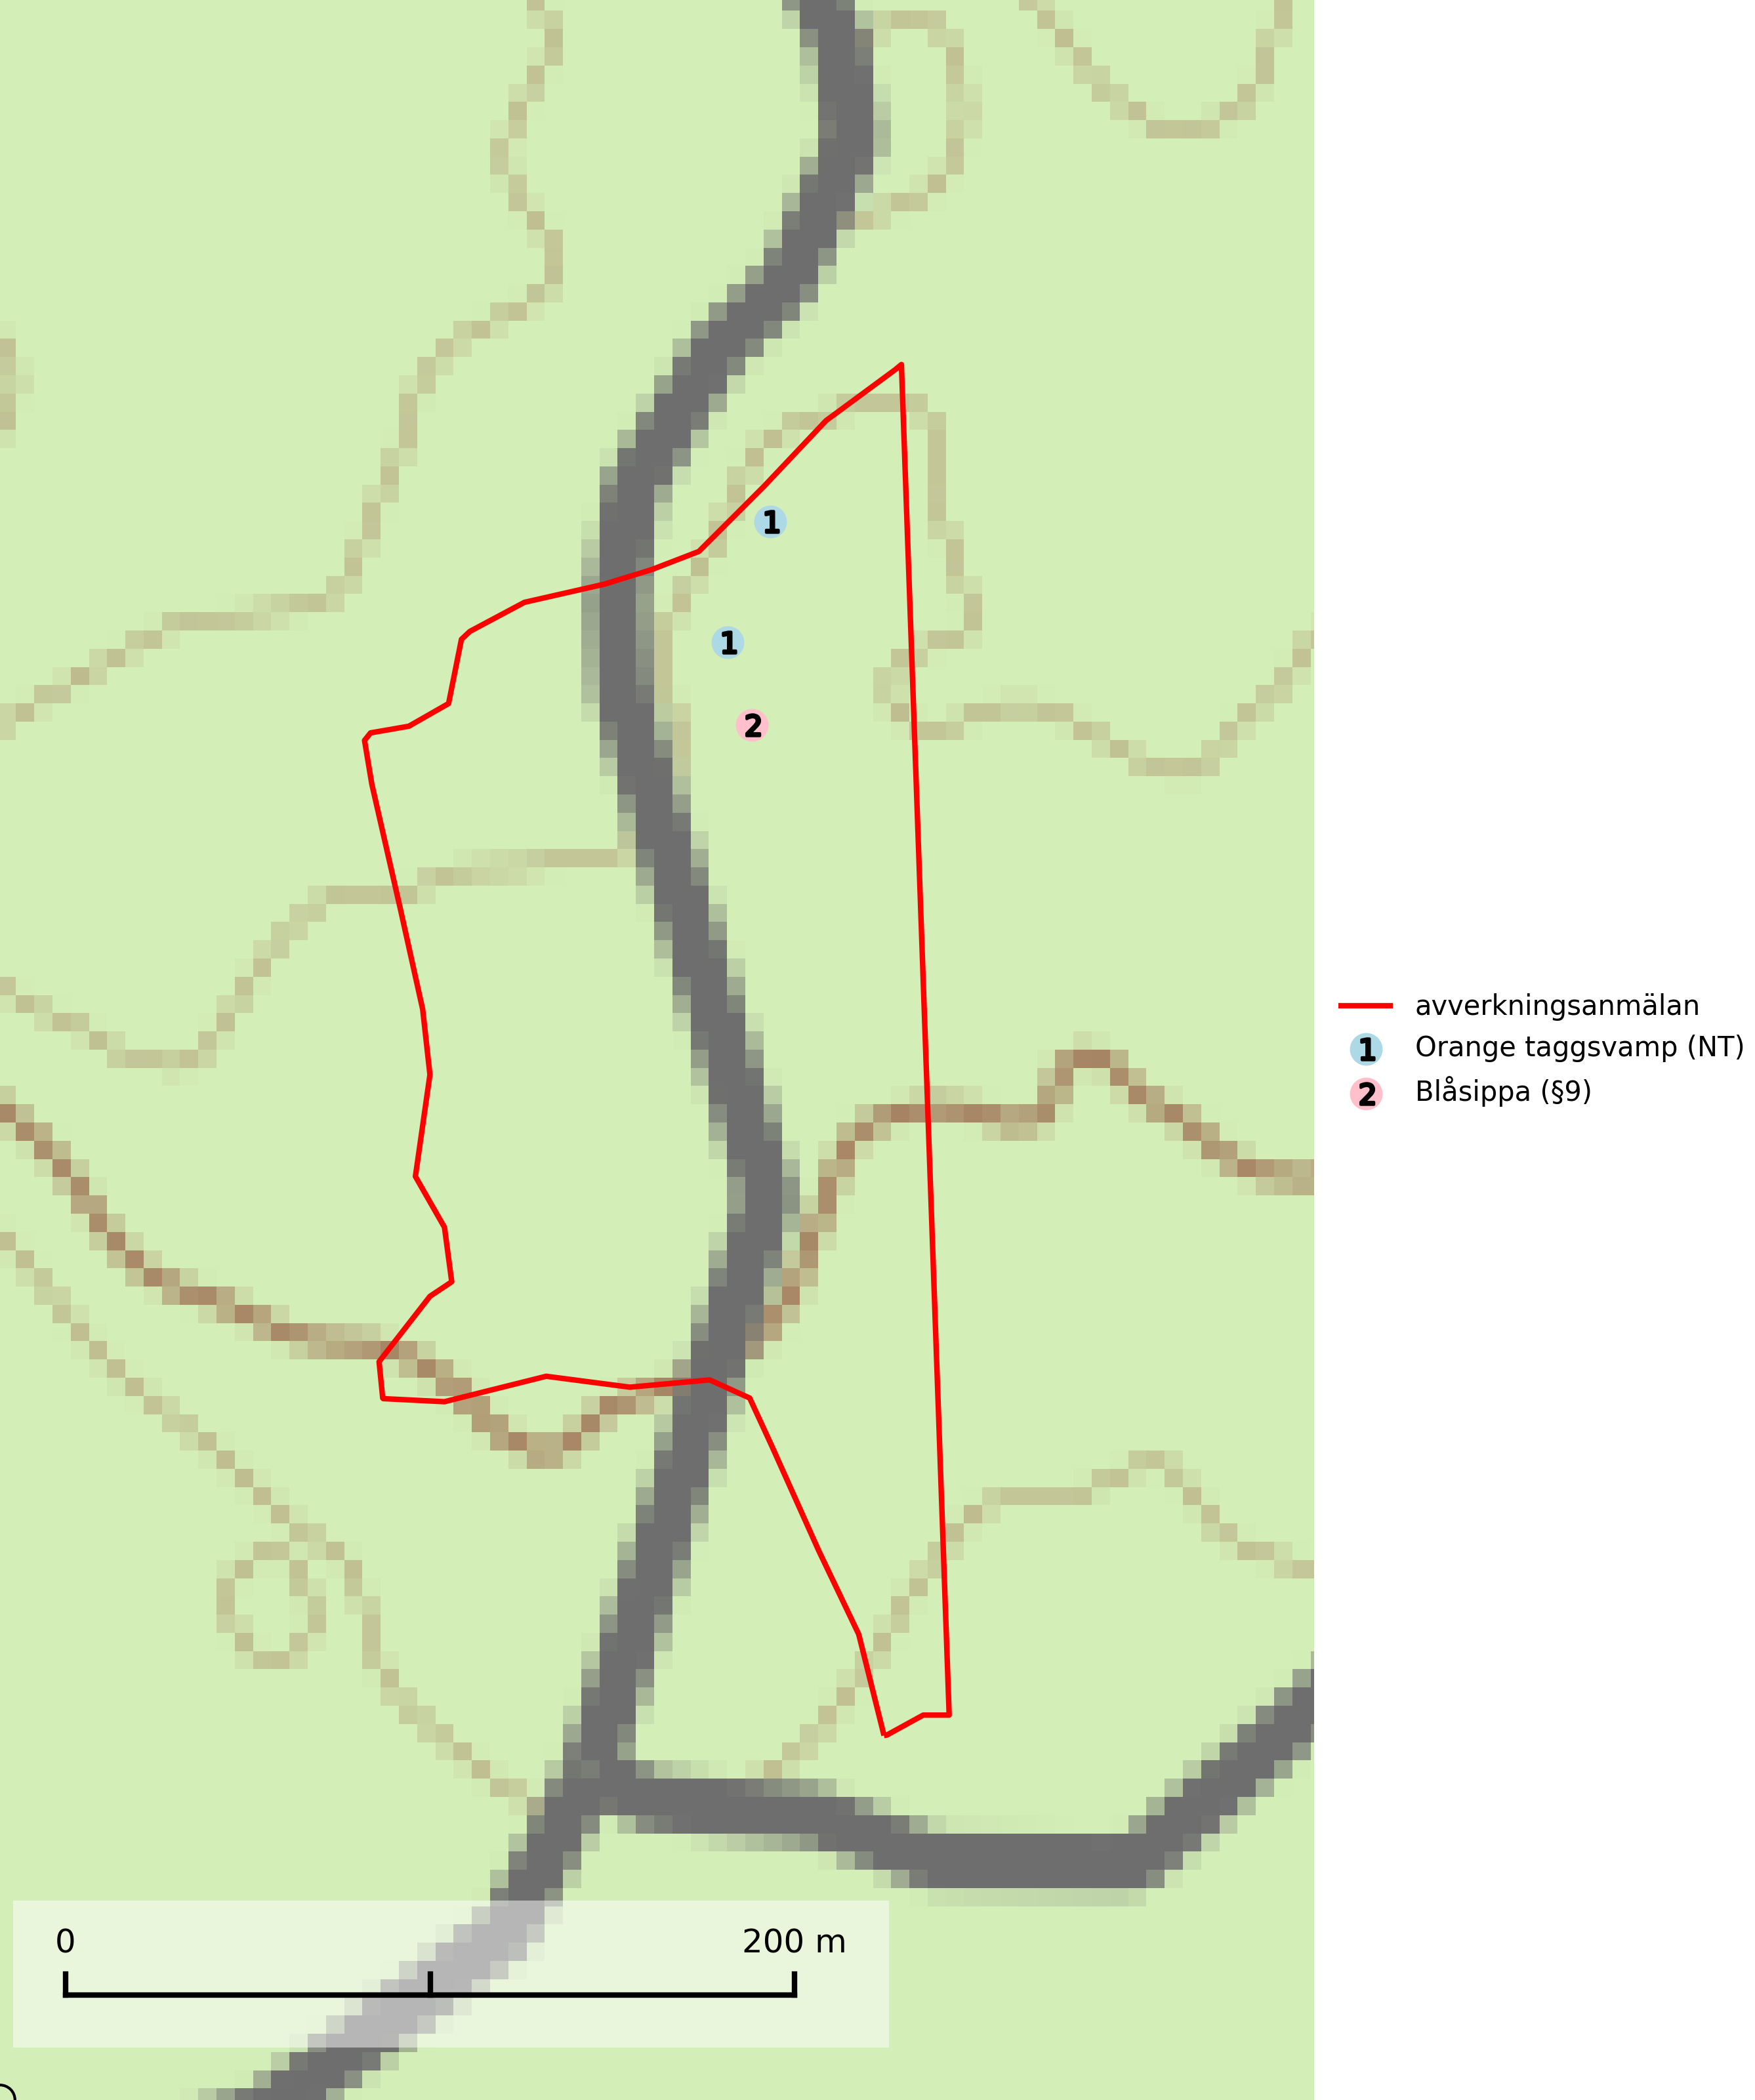 1
1
2
avverkningsanmälan
1 Orange taggsvamp (NT)
2 Blåsippa (§9)
0 200 m